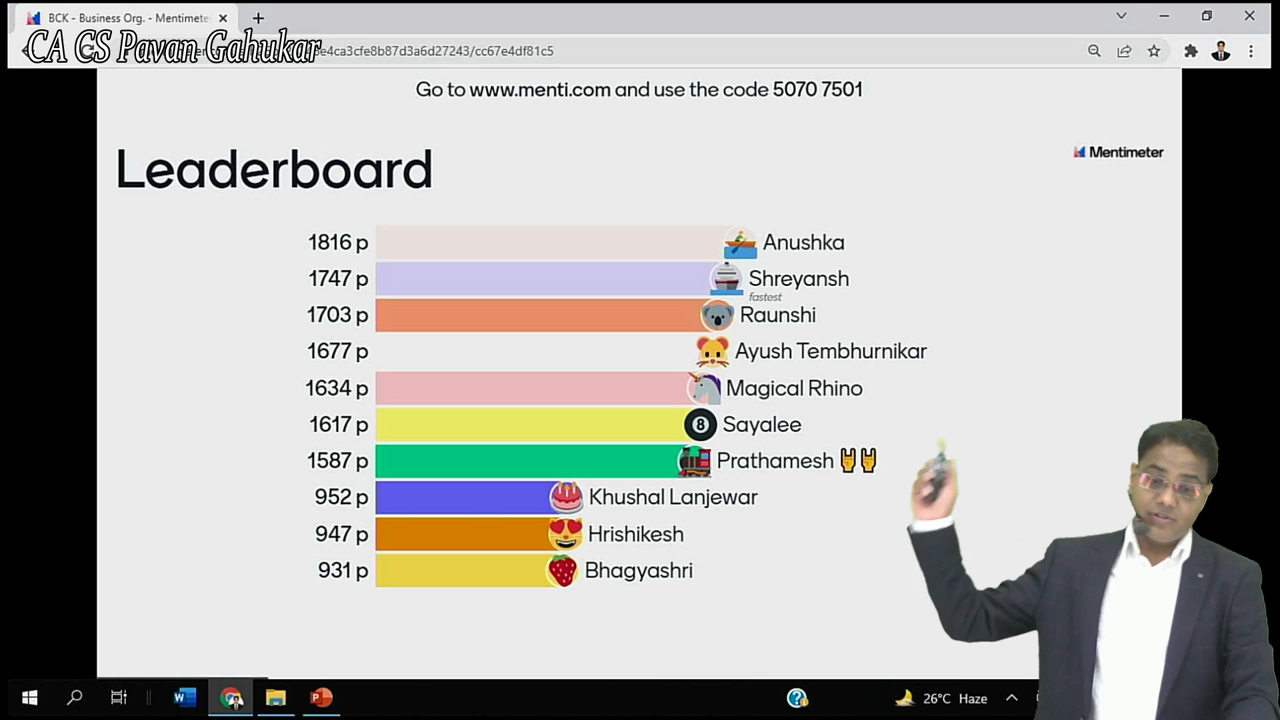 BCK - Business Org. - Mentimete
CA CS Pavan Gahukar
e4ca3cfe8b87d3a6d27243/cc67e4df81c5
Go to www.menti.com and use the code 5070 7501
Mentimeter
Leaderboard
1816 p Anushka
1747 p Shreyansh
fastest
1703 p Raunshi
1677 p Ayush Tembhurnikar
1634 p Magical Rhino
1617 p 8 Sayalee
1587 p Prathamesh 🤘🤘
952 p Khushal Lanjewar
947 p Hrishikesh
931 p Bhagyashri
26°C Haze